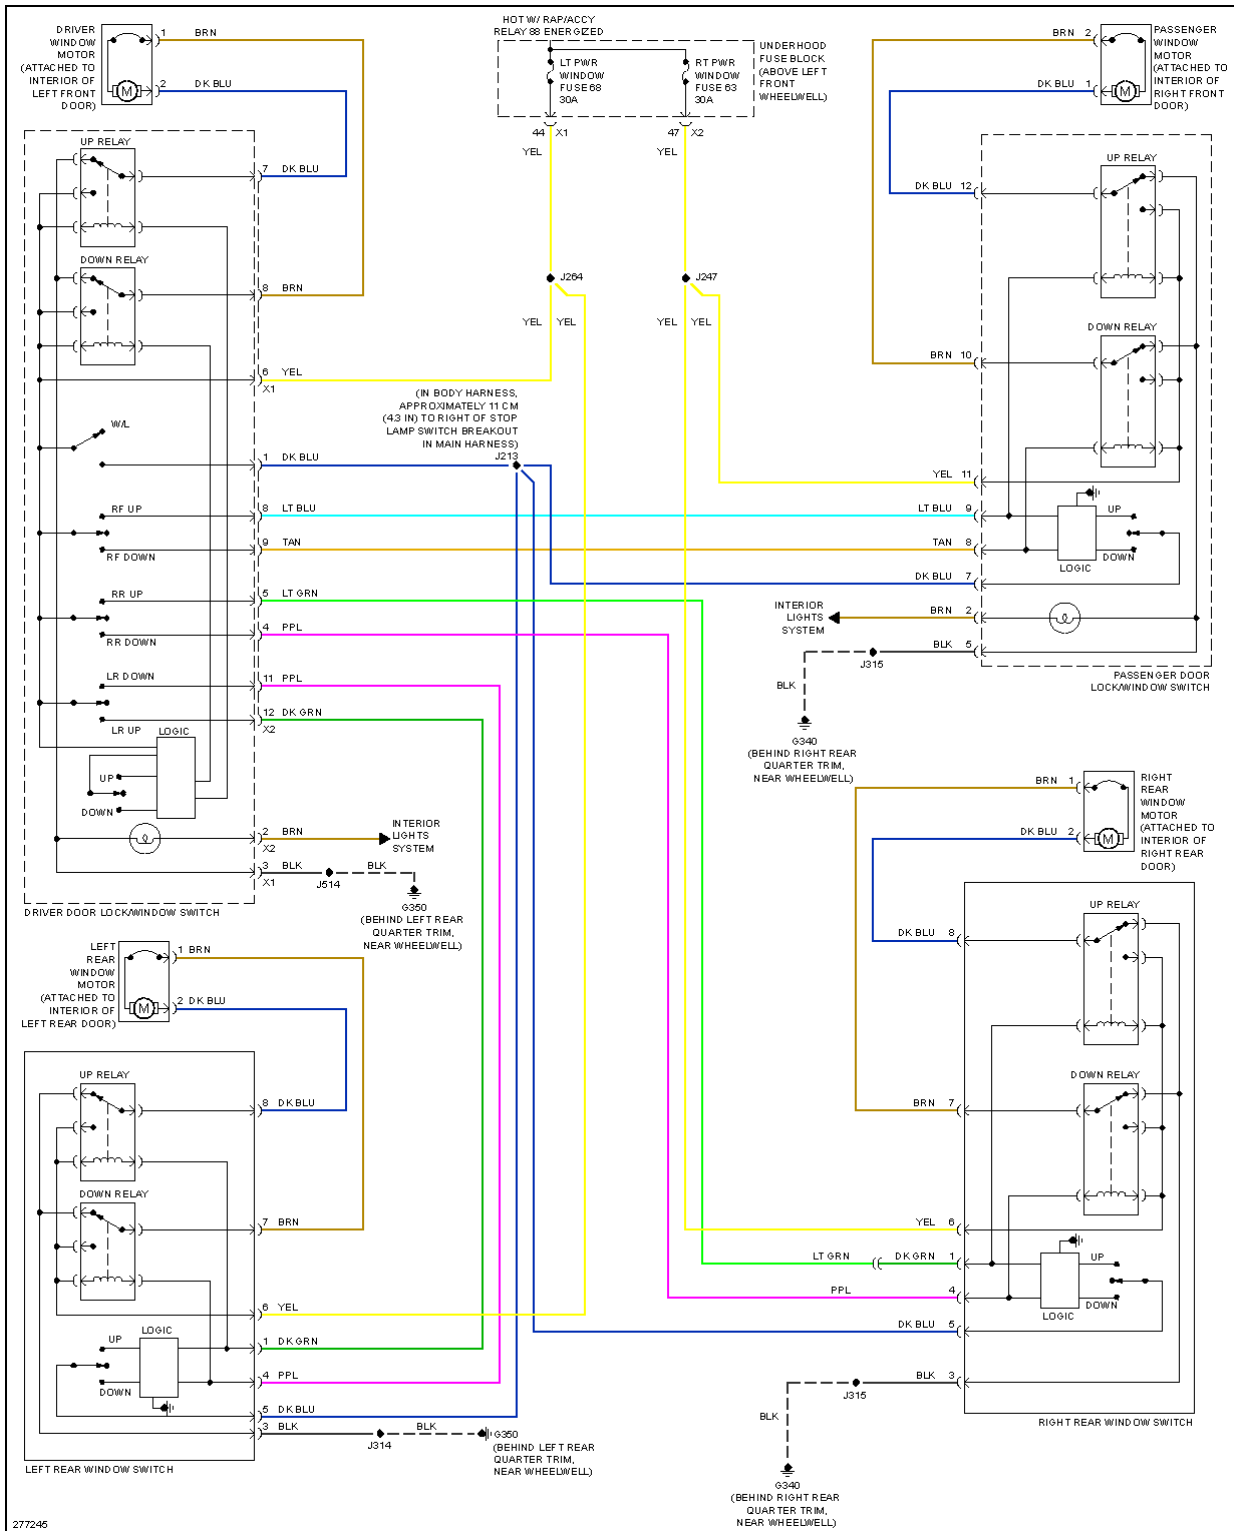 HOT W/ RAP/ACCY
RELAY 88 ENERGIZED
LT PWR
WINDOW
FUSE 68
30A
RT PWR
WINDOW
FUSE 63
30A
UNDERHOOD
FUSE BLOCK
(ABOVE LEFT
FRONT
WHEELWELL)
44 X1
47 X2
YEL
YEL
J264
J247
YEL YEL
YEL YEL
DRIVER
WINDOW
MOTOR
(ATTACHED TO
INTERIOR OF
LEFT FRONT
DOOR)
M
1 BRN
2 DK BLU
UP RELAY
7 DK BLU
DOWN RELAY
8 BRN
6 YEL
X1
W/L
1 DK BLU
RF UP
8 LT BLU
RF DOWN
9 TAN
RR UP
5 LT GRN
RR DOWN
4 PPL
LR DOWN
11 PPL
LR UP
12 DK GRN
X2
LOGIC
UP
DOWN
2 BRN
X2
INTERIOR
LIGHTS
SYSTEM
3 BLK BLK
X1
J514
G350
(BEHIND LEFT REAR
QUARTER TRIM,
NEAR WHEELWELL)
DRIVER DOOR LOCK/WINDOW SWITCH
(IN BODY HARNESS,
APPROXIMATELY 11 CM
(4.3 IN) TO RIGHT OF STOP
LAMP SWITCH BREAKOUT
IN MAIN HARNESS)
J213
PASSENGER
WINDOW
MOTOR
(ATTACHED TO
INTERIOR OF
RIGHT FRONT
DOOR)
M
BRN 2
DK BLU 1
UP RELAY
DK BLU 12
DOWN RELAY
BRN 10
YEL 11
LT BLU 9
TAN 8
DK BLU 7
UP
DOWN
LOGIC
INTERIOR
LIGHTS
SYSTEM
BRN 2
BLK 5
J315
BLK
G340
(BEHIND RIGHT REAR
QUARTER TRIM,
NEAR WHEELWELL)
PASSENGER DOOR
LOCK/WINDOW SWITCH
LEFT
REAR
WINDOW
MOTOR
(ATTACHED TO
INTERIOR OF
LEFT REAR DOOR)
M
1 BRN
2 DK BLU
UP RELAY
8 DK BLU
DOWN RELAY
7 BRN
6 YEL
LOGIC
UP
DOWN
1 DK GRN
4 PPL
5 DK BLU
3 BLK BLK
J314
G350
(BEHIND LEFT REAR
QUARTER TRIM,
NEAR WHEELWELL)
LEFT REAR WINDOW SWITCH
RIGHT
REAR
WINDOW
MOTOR
(ATTACHED TO
INTERIOR OF
RIGHT REAR
DOOR)
M
BRN 1
DK BLU 2
UP RELAY
DK BLU 8
DOWN RELAY
BRN 7
YEL 6
LT GRN DK GRN 1
PPL 4
DK BLU 5
UP
DOWN
LOGIC
BLK 3
J315
BLK
G340
(BEHIND RIGHT REAR
QUARTER TRIM,
NEAR WHEELWELL)
RIGHT REAR WINDOW SWITCH
277245